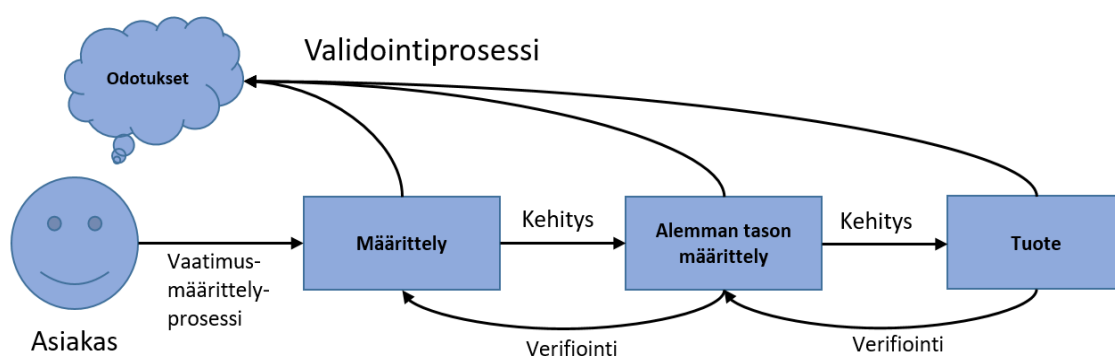 Validointiprosessi
Odotukset
Kehitys
Kehitys
Määrittely
Alemman tason
määrittely
Tuote
Vaatimus-
määrittely-
prosessi
Asiakas
Verifiointi
Verifiointi